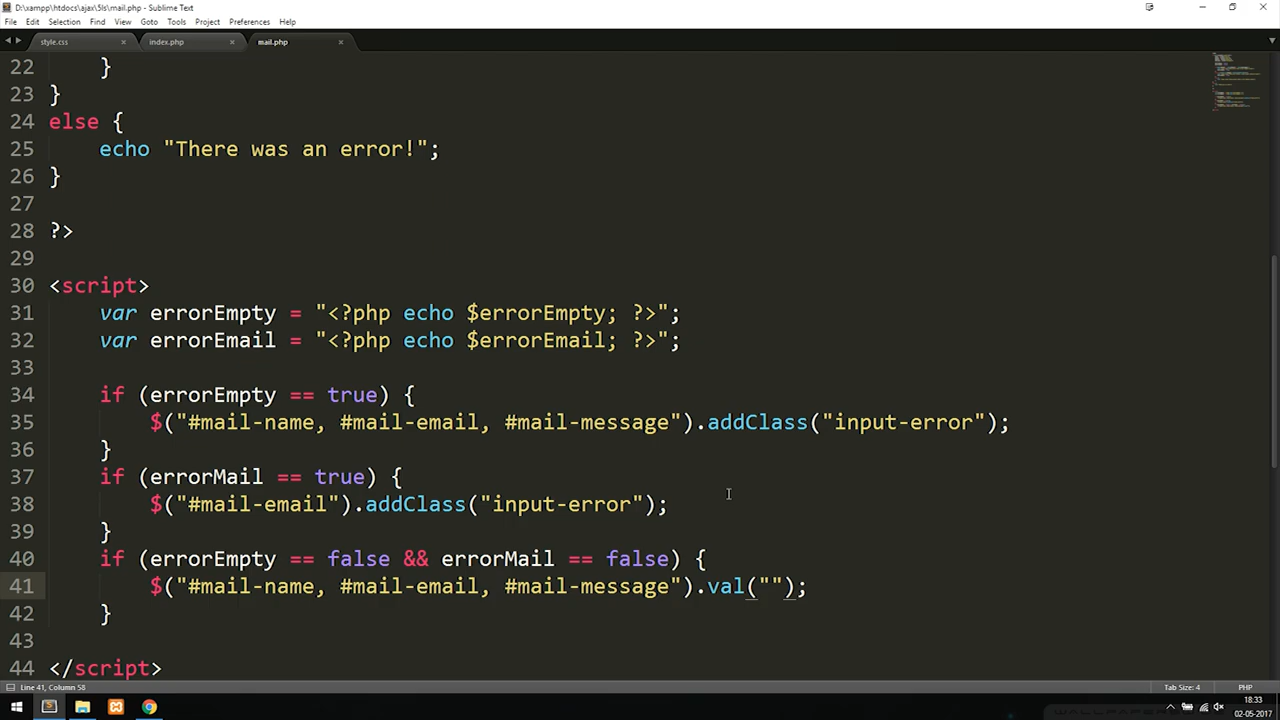 D:\xampp\htdocs\ajax\5ls\mail.php - Sublime Text
File Edit Selection Find View Goto Tools Project Preferences Help
style.css × index.php × mail.php ×
22 }
23 }
24 else {
25 echo "There was an error!";
26 }
27
28 ?>
29
30 <script>
31 var errorEmpty = "<?php echo $errorEmpty; ?>";
32 var errorEmail = "<?php echo $errorEmail; ?>";
33
34 if (errorEmpty == true) {
35 $("#mail-name, #mail-email, #mail-message").addClass("input-error");
36 }
37 if (errorMail == true) {
38 $("#mail-email").addClass("input-error");
39 }
40 if (errorEmpty == false && errorMail == false) {
41 $("#mail-name, #mail-email, #mail-message").val("");
42 }
43
44 </script>
Line 41, Column 58 Tab Size: 4 PHP
18:33
02-05-2017